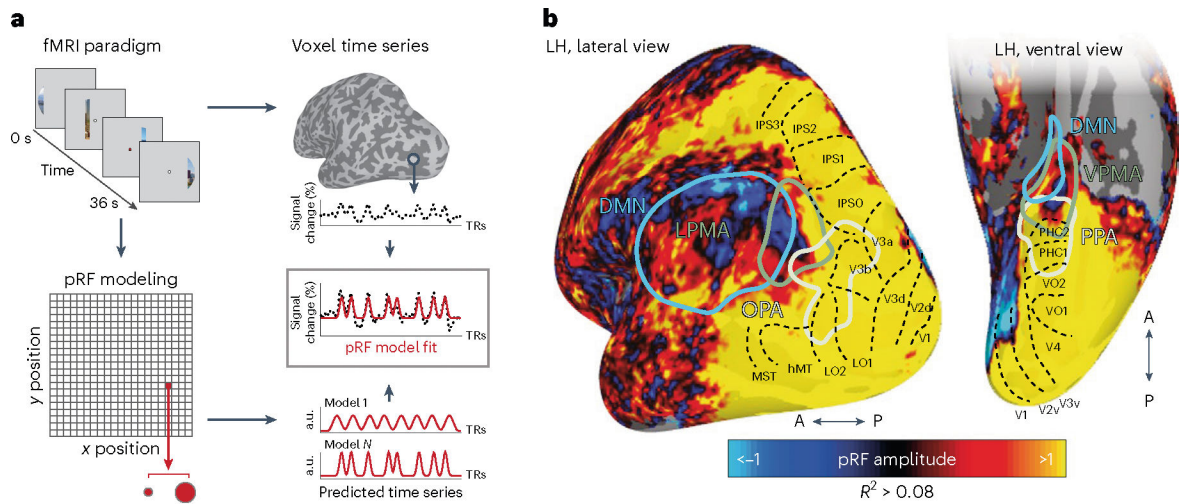 a
fMRI paradigm
0 s
Time
36 s
Voxel time series
Signal
change (%)
TRs
pRF modeling
y position
x position
Signal
change (%)
TRs
pRF model fit
Model 1
a.u.
TRs
Model N
a.u.
TRs
Predicted time series
b
LH, lateral view
IPS3
IPS2
IPS1
IPS0
DMN
LPMA
V3a
V3b
OPA
V3d
V2d
V1
MST
hMT
LO2
LO1
A
P
LH, ventral view
DMN
VPMA
PPA
PHC2
PHC1
VO2
VO1
V4
V3v
V2v
V1
A
P
<-1 pRF amplitude >1
R² > 0.08